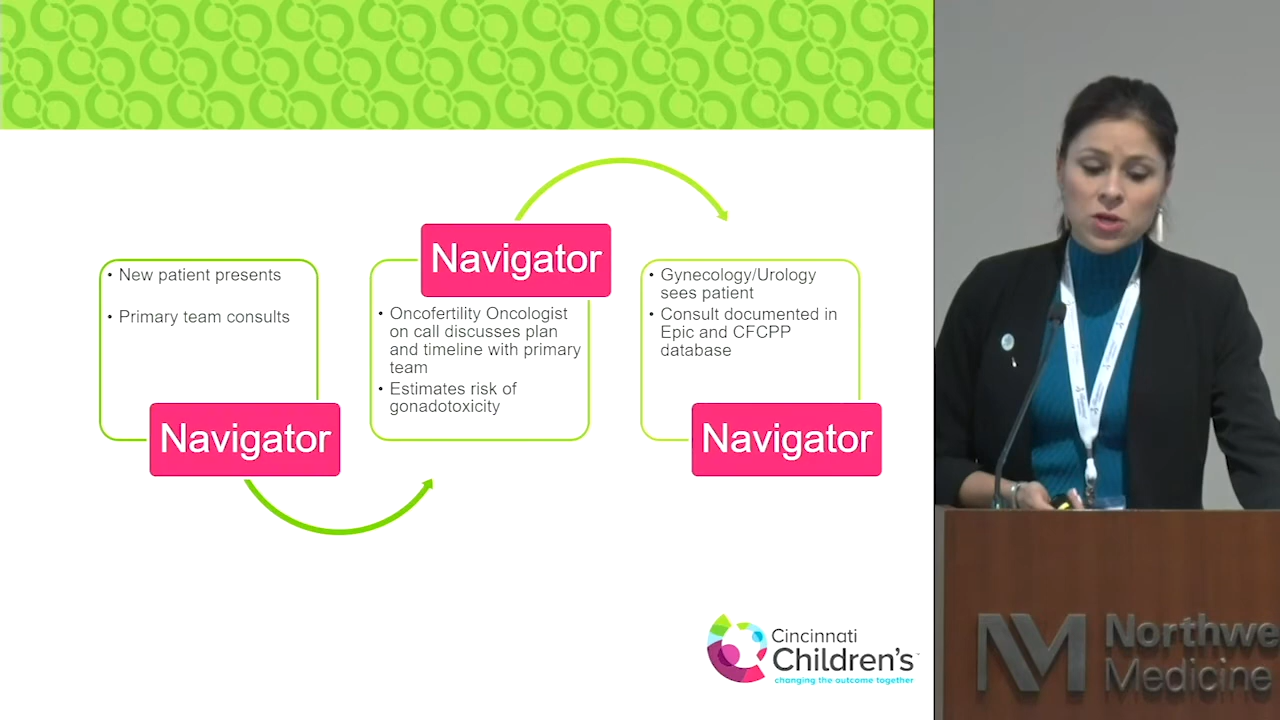 • New patient presents
• Primary team consults
Navigator
Navigator
• Oncofertility Oncologist
on call discusses plan
and timeline with primary
team
• Estimates risk of
gonadotoxicity
• Gynecology/Urology
sees patient
• Consult documented in
Epic and CFCPP
database
Navigator
Cincinnati
Children's
changing the outcome together
NM
Northwe
Medicine